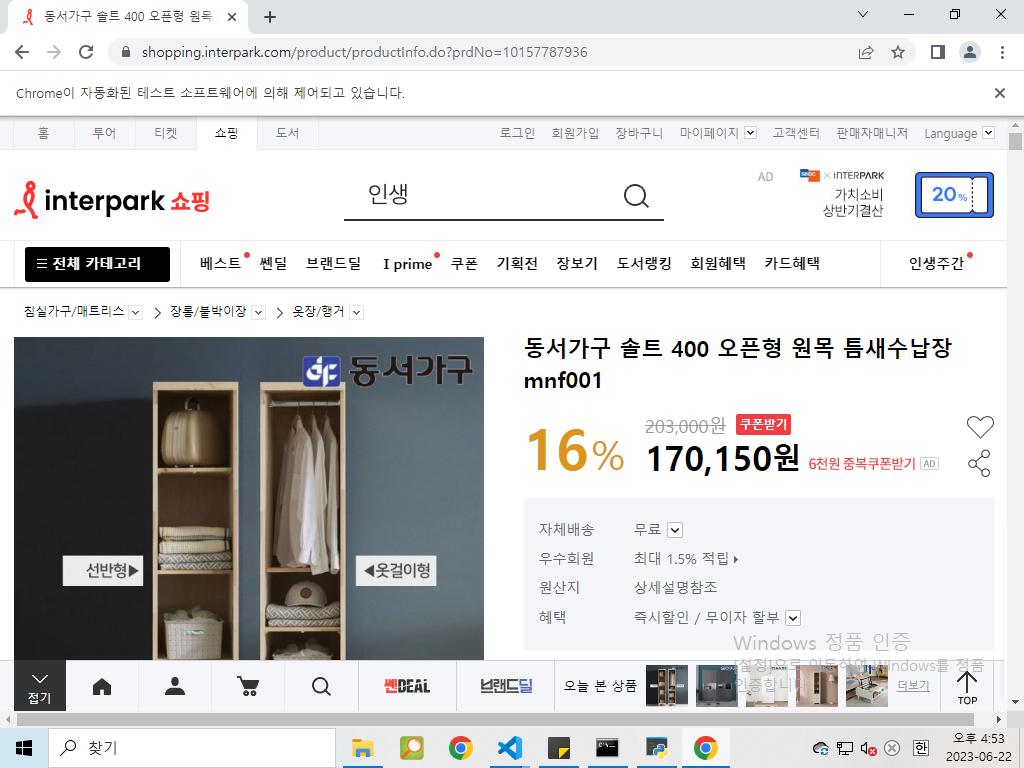 동서가구 솔트 400 오픈형 원목
shopping.interpark.com/product/productInfo.do?prdNo=10157787936
Chrome이 자동화된 테스트 소프트웨어에 의해 제어되고 있습니다.
홈 투어 티켓 쇼핑 도서 로그인 회원가입 장바구니 마이페이지 고객센터 판매자매니저 Language
interpark 쇼핑 인생 AD × INTERPARK 가치소비 상반기결산 20%
전체 카테고리 베스트 쎈딜 브랜드딜 I prime 쿠폰 기획전 장보기 도서랭킹 회원혜택 카드혜택 인생주간
침실가구/매트리스 장롱/붙박이장 옷장/행거
동서가구
선반형▶
◀옷걸이형
동서가구 솔트 400 오픈형 원목 틈새수납장
mnf001
16% 203,000원 쿠폰받기
170,150원 6천원 중복쿠폰받기 AD
자체배송 무료
우수회원 최대 1.5% 적립
원산지 상세설명참조
혜택 즉시할인 / 무이자 할부
Windows 정품 인증
[설정]으로 이동하여 Windows를 정품
인증합니다.
접기 쎈DEAL 브랜드딜 오늘 본 상품 더보기 TOP
찾기 한 오후 4:53
2023-06-22